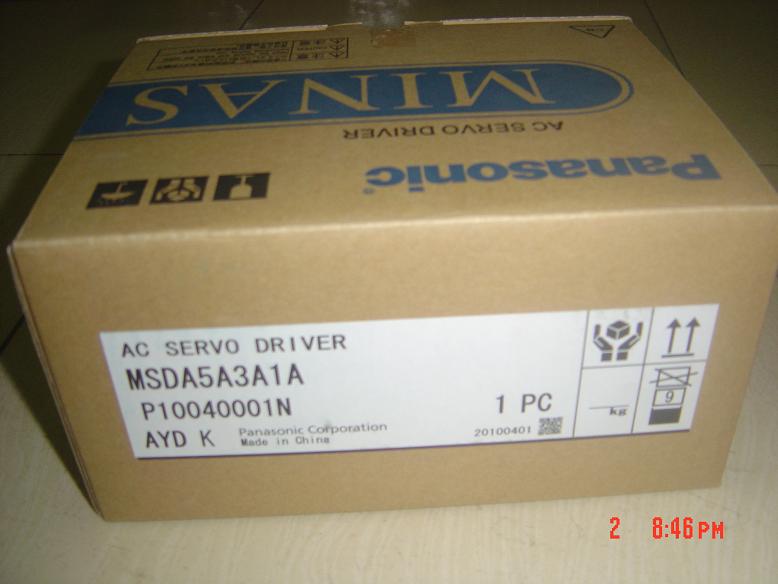 Panasonic
®
AC SERVO DRIVER
MINAS
AC SERVO DRIVER
MSDA5A3A1A
P10040001N
1 PC
AYD K
Panasonic Corporation
Made in China
20100401
kg
9
2 8:46PM